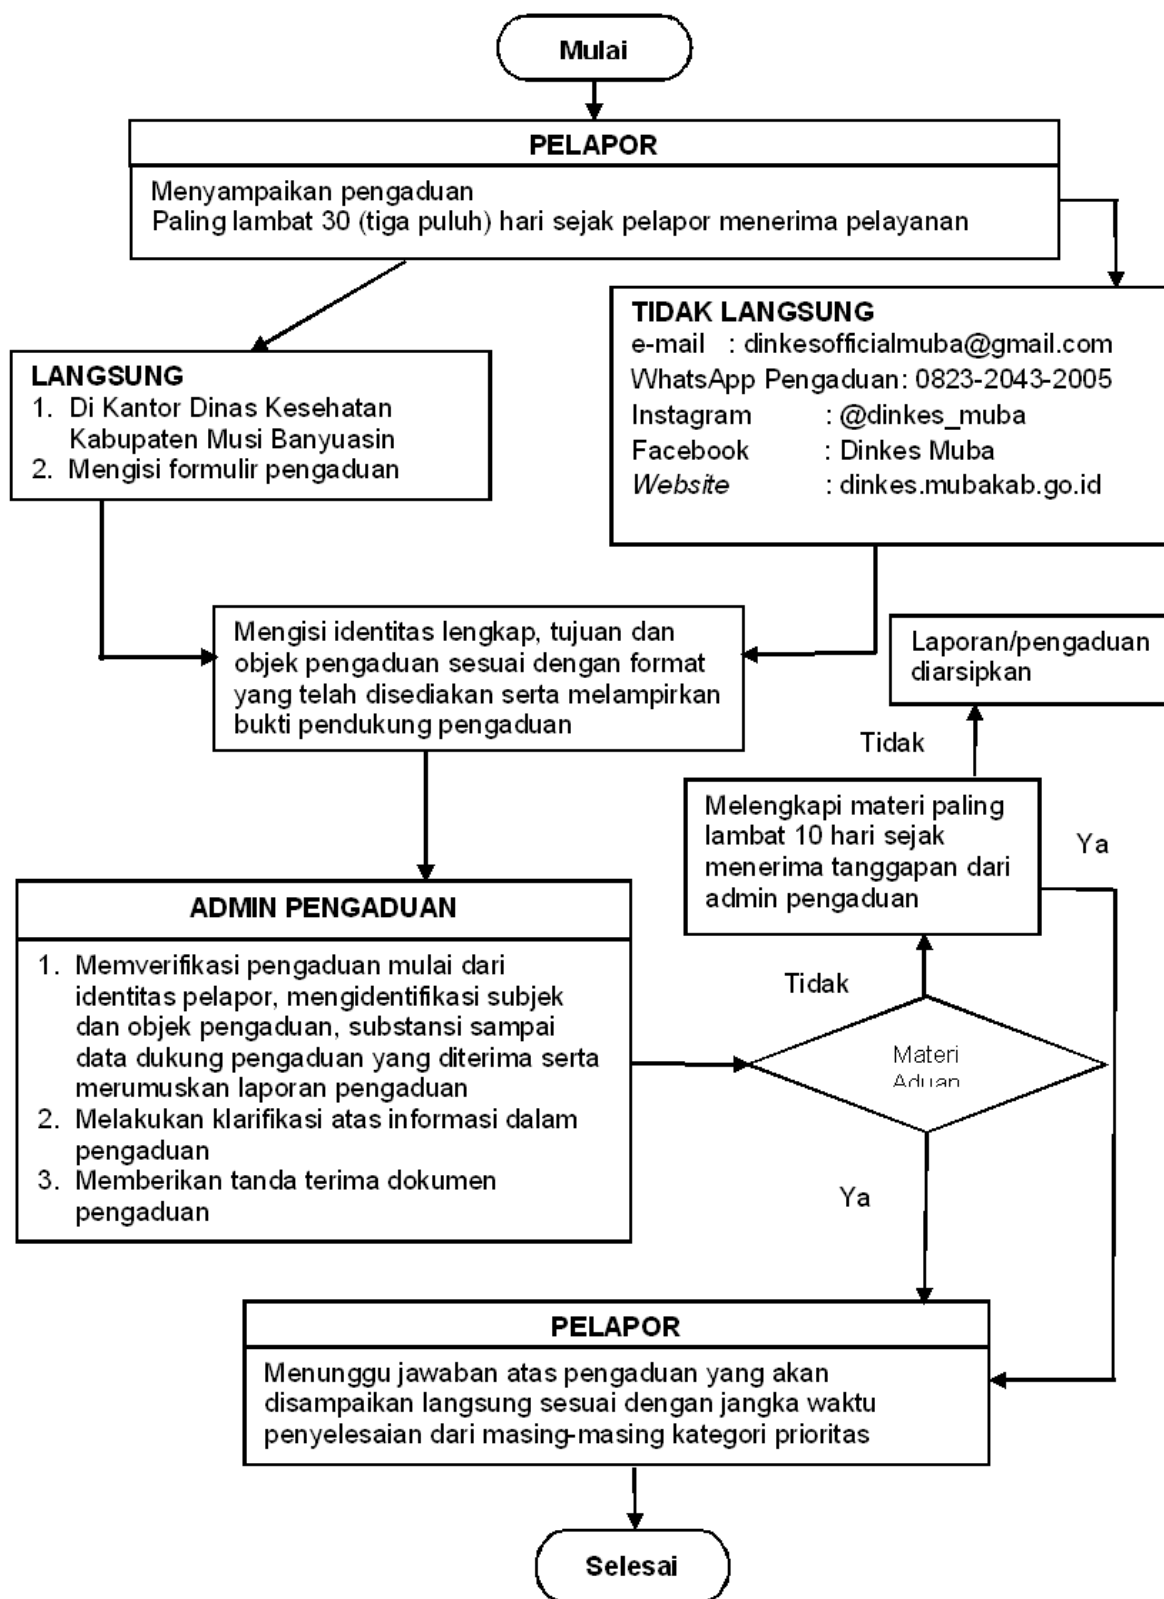 Mulai
PELAPOR
Menyampaikan pengaduan
Paling lambat 30 (tiga puluh) hari sejak pelapor menerima pelayanan
TIDAK LANGSUNG
e-mail : dinkesofficialmuba@gmail.com
WhatsApp Pengaduan: 0823-2043-2005
Instagram : @dinkes_muba
Facebook : Dinkes Muba
Website : dinkes.mubakab.go.id
LANGSUNG
1. Di Kantor Dinas Kesehatan
Kabupaten Musi Banyuasin
2. Mengisi formulir pengaduan
Mengisi identitas lengkap, tujuan dan
objek pengaduan sesuai dengan format
yang telah disediakan serta melampirkan
bukti pendukung pengaduan
Laporan/pengaduan
diarsipkan
Tidak
Melengkapi materi paling
lambat 10 hari sejak
menerima tanggapan dari
admin pengaduan
Ya
ADMIN PENGADUAN
1. Memverifikasi pengaduan mulai dari
identitas pelapor, mengidentifikasi subjek
dan objek pengaduan, substansi sampai
data dukung pengaduan yang diterima serta
merumuskan laporan pengaduan
2. Melakukan klarifikasi atas informasi dalam
pengaduan
3. Memberikan tanda terima dokumen
pengaduan
Tidak
Materi
Aduan
Ya
PELAPOR
Menunggu jawaban atas pengaduan yang akan
disampaikan langsung sesuai dengan jangka waktu
penyelesaian dari masing-masing kategori prioritas
Selesai